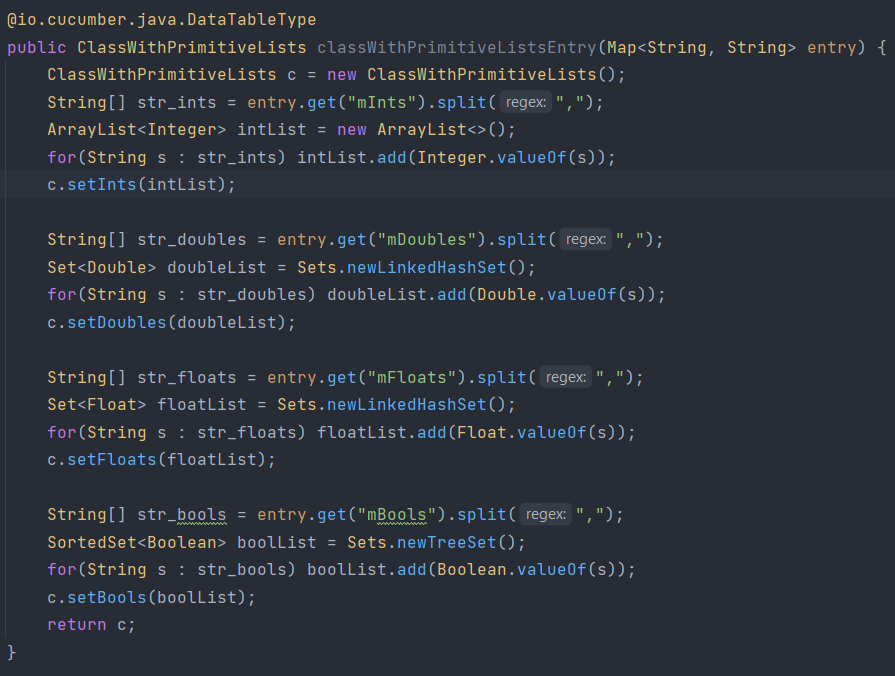 @io.cucumber.java.DataTableType
public ClassWithPrimitiveLists classWithPrimitiveListsEntry(Map<String, String> entry) {
    ClassWithPrimitiveLists c = new ClassWithPrimitiveLists();
    String[] str_ints = entry.get("mInts").split( regex: ",");
    ArrayList<Integer> intList = new ArrayList<>();
    for(String s : str_ints) intList.add(Integer.valueOf(s));
    c.setInts(intList);
    String[] str_doubles = entry.get("mDoubles").split( regex: ",");
    Set<Double> doubleList = Sets.newLinkedHashSet();
    for(String s : str_doubles) doubleList.add(Double.valueOf(s));
    c.setDoubles(doubleList);
    String[] str_floats = entry.get("mFloats").split( regex: ",");
    Set<Float> floatList = Sets.newLinkedHashSet();
    for(String s : str_floats) floatList.add(Float.valueOf(s));
    c.setFloats(floatList);
    String[] str_bools = entry.get("mBools").split( regex: ",");
    SortedSet<Boolean> boolList = Sets.newTreeSet();
    for(String s : str_bools) boolList.add(Boolean.valueOf(s));
    c.setBools(boolList);
    return c;
}